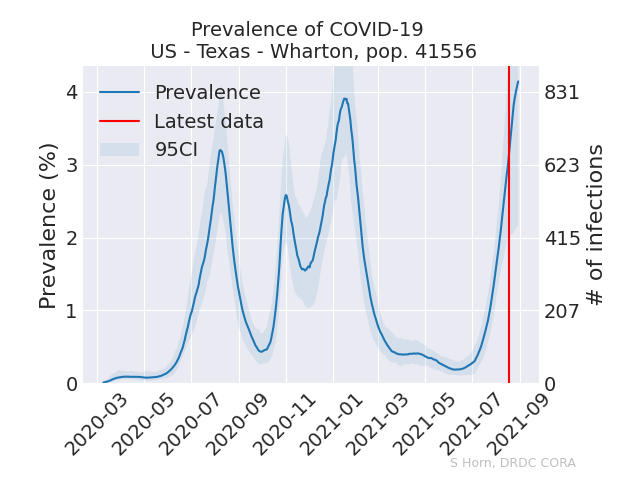 Prevalence of COVID-19
US - Texas - Wharton, pop. 41556
Prevalence
Latest data
95CI
Prevalence (%)
4
3
2
1
0
# of infections
831
623
415
207
0
2020-03
2020-05
2020-07
2020-09
2020-11
2021-01
2021-03
2021-05
2021-07
2021-09
S Horn, DRDC CORA